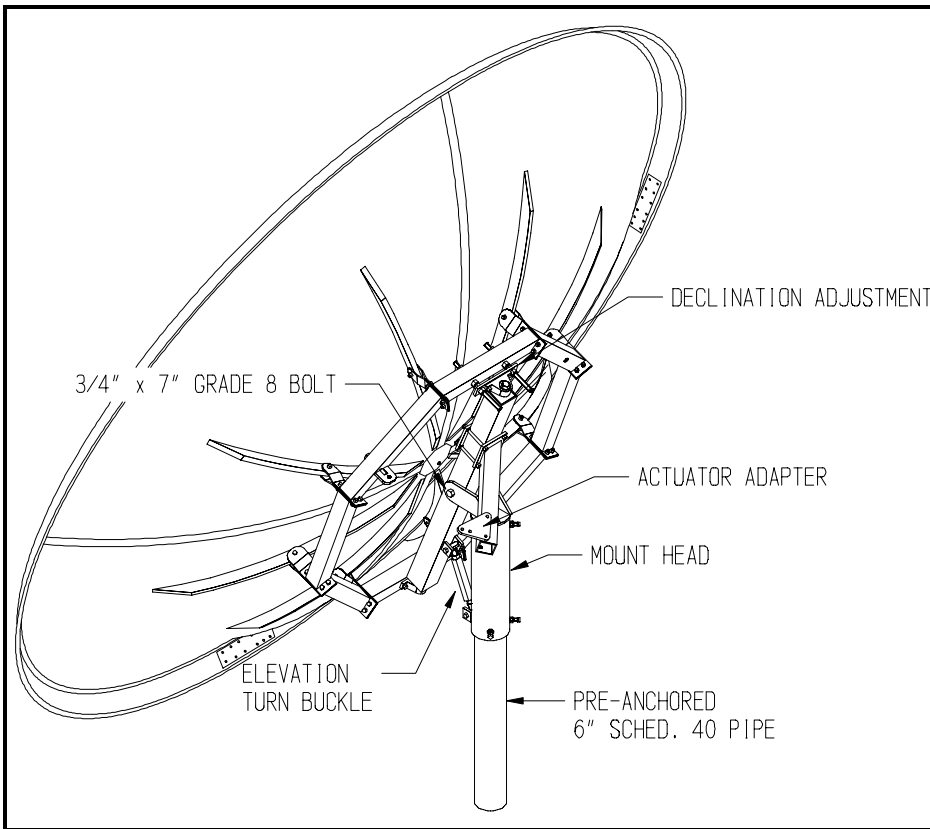 DECLINATION ADJUSTMENT
3/4" x 7" GRADE 8 BOLT
ACTUATOR ADAPTER
MOUNT HEAD
ELEVATION
TURN BUCKLE
PRE-ANCHORED
6" SCHED. 40 PIPE